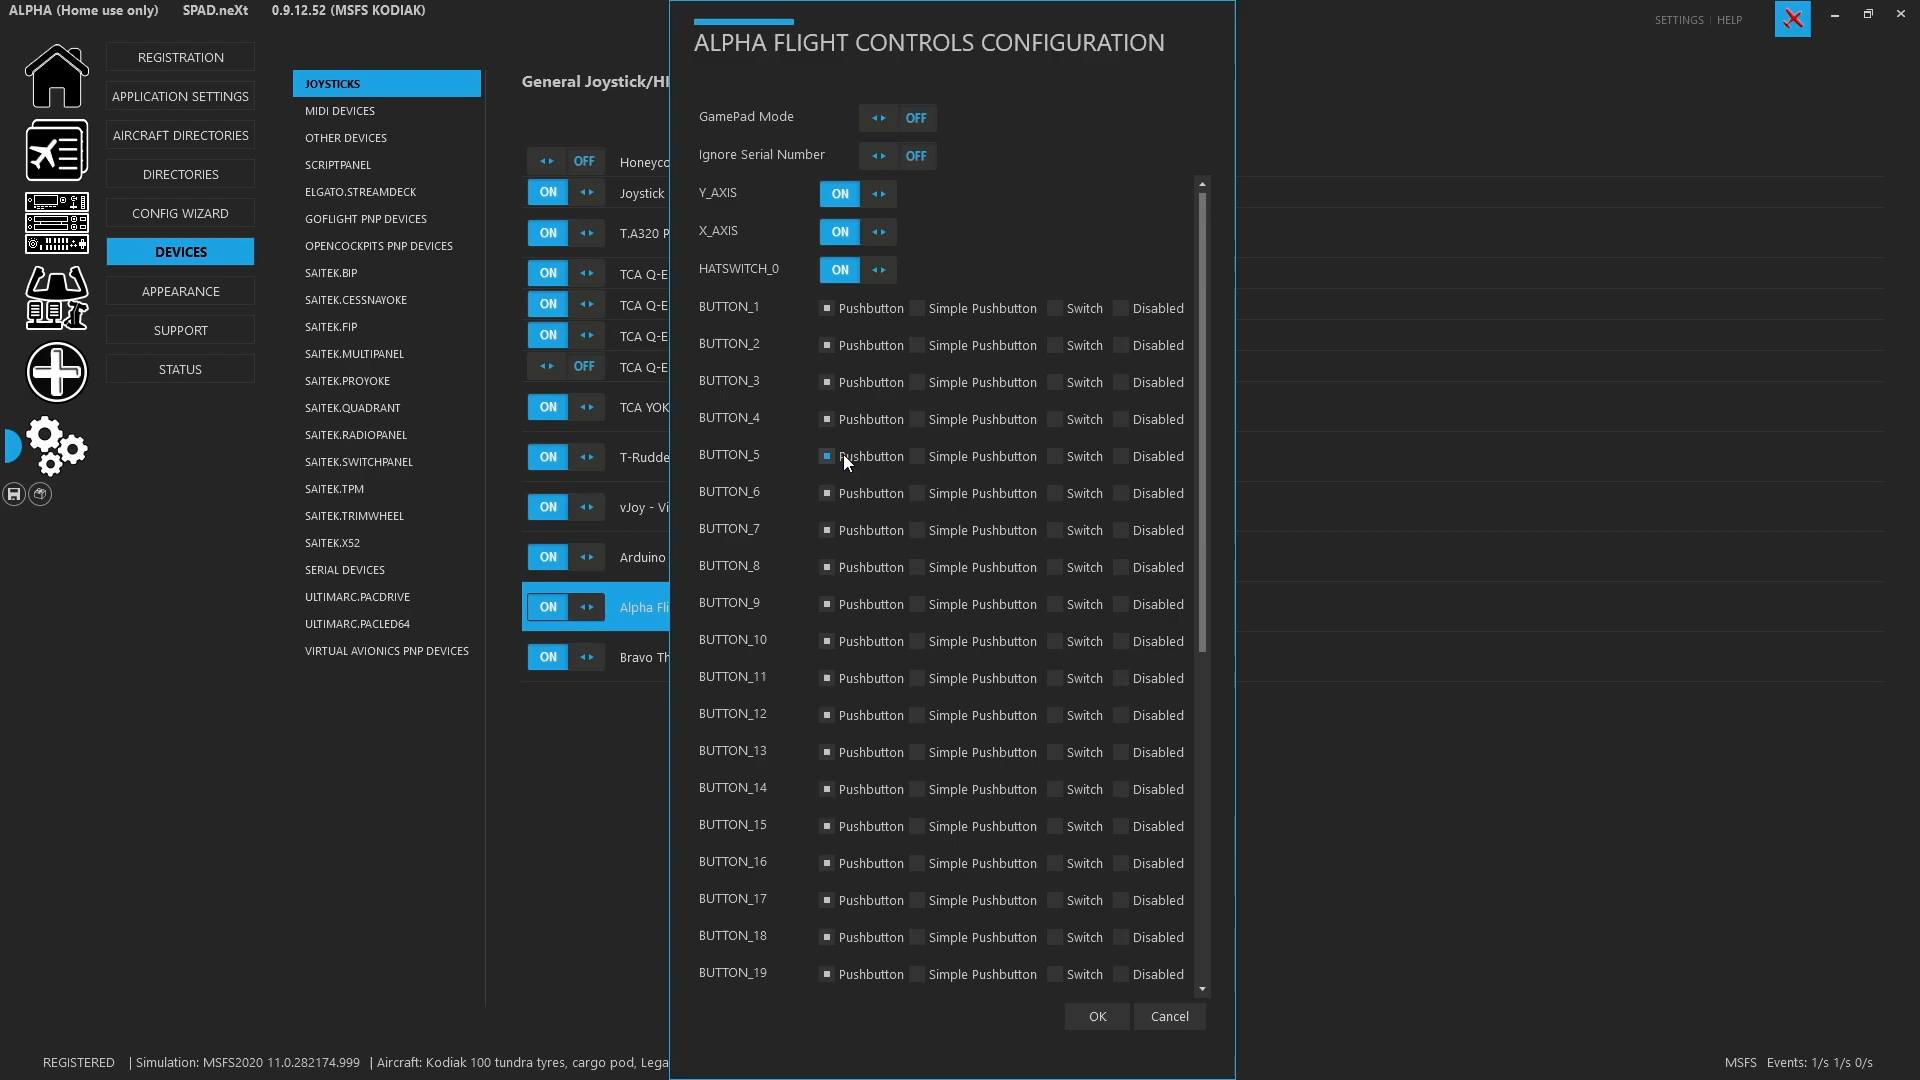 ALPHA (Home use only) SPAD.neXt 0.9.12.52 (MSFS KODIAK)
SETTINGS | HELP
REGISTRATION
APPLICATION SETTINGS
AIRCRAFT DIRECTORIES
DIRECTORIES
CONFIG WIZARD
DEVICES
APPEARANCE
SUPPORT
STATUS
JOYSTICKS
MIDI DEVICES
OTHER DEVICES
SCRIPTPANEL
ELGATO.STREAMDECK
GOFLIGHT PNP DEVICES
OPENCOCKPITS PNP DEVICES
SAITEK.BIP
SAITEK.CESSNAYOKE
SAITEK.FIP
SAITEK.MULTIPANEL
SAITEK.PROYOKE
SAITEK.QUADRANT
SAITEK.RADIOPANEL
SAITEK.SWITCHPANEL
SAITEK.TPM
SAITEK.TRIMWHEEL
SAITEK.X52
SERIAL DEVICES
ULTIMARC.PACDRIVE
ULTIMARC.PACLED64
VIRTUAL AVIONICS PNP DEVICES
General Joystick/HI
OFF Honeyco
ON Joystick
ON T.A320 P
ON TCA Q-E
ON TCA Q-E
ON TCA Q-E
OFF TCA Q-E
ON TCA YOK
ON T-Rudde
ON vJoy - Vi
ON Arduino
ON Alpha Fli
ON Bravo Th
ALPHA FLIGHT CONTROLS CONFIGURATION
GamePad Mode OFF
Ignore Serial Number OFF
Y_AXIS ON
X_AXIS ON
HATSWITCH_0 ON
BUTTON_1 Pushbutton Simple Pushbutton Switch Disabled
BUTTON_2 Pushbutton Simple Pushbutton Switch Disabled
BUTTON_3 Pushbutton Simple Pushbutton Switch Disabled
BUTTON_4 Pushbutton Simple Pushbutton Switch Disabled
BUTTON_5 Pushbutton Simple Pushbutton Switch Disabled
BUTTON_6 Pushbutton Simple Pushbutton Switch Disabled
BUTTON_7 Pushbutton Simple Pushbutton Switch Disabled
BUTTON_8 Pushbutton Simple Pushbutton Switch Disabled
BUTTON_9 Pushbutton Simple Pushbutton Switch Disabled
BUTTON_10 Pushbutton Simple Pushbutton Switch Disabled
BUTTON_11 Pushbutton Simple Pushbutton Switch Disabled
BUTTON_12 Pushbutton Simple Pushbutton Switch Disabled
BUTTON_13 Pushbutton Simple Pushbutton Switch Disabled
BUTTON_14 Pushbutton Simple Pushbutton Switch Disabled
BUTTON_15 Pushbutton Simple Pushbutton Switch Disabled
BUTTON_16 Pushbutton Simple Pushbutton Switch Disabled
BUTTON_17 Pushbutton Simple Pushbutton Switch Disabled
BUTTON_18 Pushbutton Simple Pushbutton Switch Disabled
BUTTON_19 Pushbutton Simple Pushbutton Switch Disabled
OK Cancel
REGISTERED | Simulation: MSFS2020 11.0.282174.999 | Aircraft: Kodiak 100 tundra tyres, cargo pod, Lega
MSFS Events: 1/s 1/s 0/s